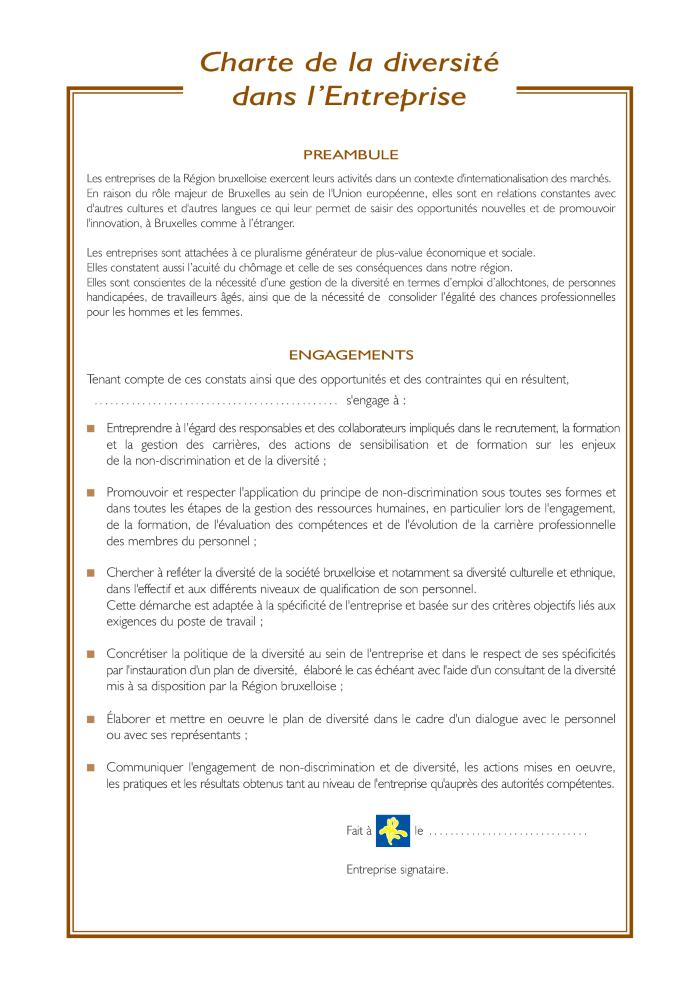 Charte de la diversité
dans l'Entreprise
PREAMBULE
Les entreprises de la Région bruxelloise exercent leurs activités dans un contexte d'internationalisation des marchés.
En raison du rôle majeur de Bruxelles au sein de l'Union européenne, elles sont en relations constantes avec
d'autres cultures et d'autres langues ce qui leur permet de saisir des opportunités nouvelles et de promouvoir
l'innovation, à Bruxelles comme à l'étranger.
Les entreprises sont attachées à ce pluralisme générateur de plus-value économique et sociale.
Elles constatent aussi l'acuité du chômage et celle de ses conséquences dans notre région.
Elles sont conscientes de la nécessité d'une gestion de la diversité en termes d'emploi d'allochtones, de personnes
handicapées, de travailleurs âgés, ainsi que de la nécessité de consolider l'égalité des chances professionnelles
pour les hommes et les femmes.
ENGAGEMENTS
Tenant compte de ces constats ainsi que des opportunités et des contraintes qui en résultent,
.............................................. s'engage à :
■ Entreprendre à l'égard des responsables et des collaborateurs impliqués dans le recrutement, la formation
et la gestion des carrières, des actions de sensibilisation et de formation sur les enjeux
de la non-discrimination et de la diversité ;
■ Promouvoir et respecter l'application du principe de non-discrimination sous toutes ses formes et
dans toutes les étapes de la gestion des ressources humaines, en particulier lors de l'engagement,
de la formation, de l'évaluation des compétences et de l'évolution de la carrière professionnelle
des membres du personnel ;
■ Chercher à refléter la diversité de la société bruxelloise et notamment sa diversité culturelle et ethnique,
dans l'effectif et aux différents niveaux de qualification de son personnel.
Cette démarche est adaptée à la spécificité de l'entreprise et basée sur des critères objectifs liés aux
exigences du poste de travail ;
■ Concrétiser la politique de la diversité au sein de l'entreprise et dans le respect de ses spécificités
par l'instauration d'un plan de diversité, élaboré le cas échéant avec l'aide d'un consultant de la diversité
mis à sa disposition par la Région bruxelloise ;
■ Élaborer et mettre en oeuvre le plan de diversité dans le cadre d'un dialogue avec le personnel
ou avec ses représentants ;
■ Communiquer l'engagement de non-discrimination et de diversité, les actions mises en oeuvre,
les pratiques et les résultats obtenus tant au niveau de l'entreprise qu'auprès des autorités compétentes.
Fait à le ..............................
Entreprise signataire.